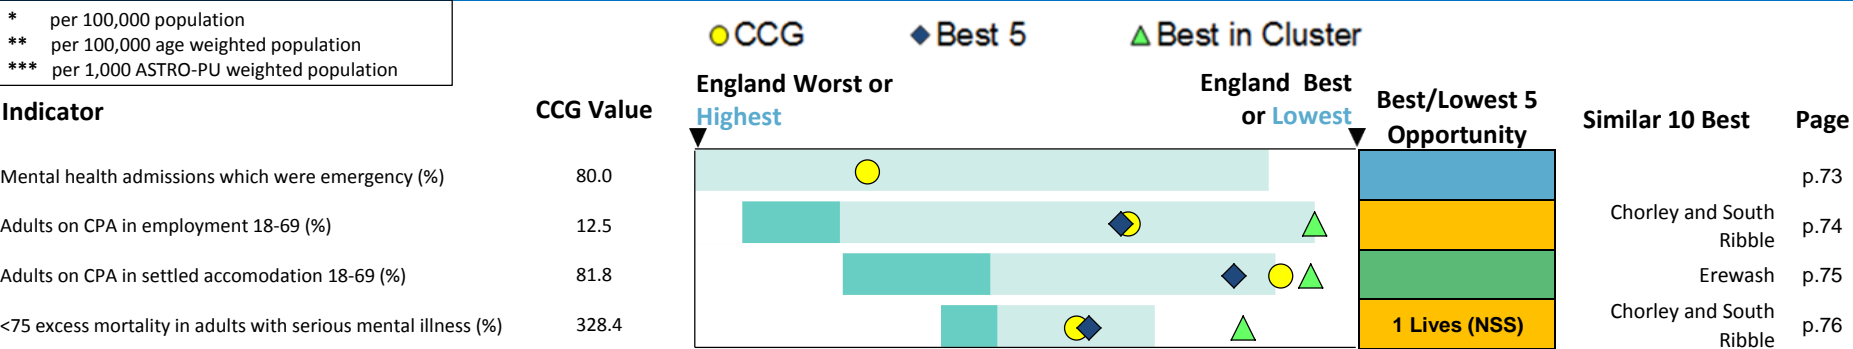 * per 100,000 population
** per 100,000 age weighted population
*** per 1,000 ASTRO-PU weighted population
CCG Best 5 Best in Cluster
England Worst or Highest
England Best or Lowest
Indicator CCG Value Best/Lowest 5 Opportunity Similar 10 Best Page
Mental health admissions which were emergency (%) 80.0 p.73
Adults on CPA in employment 18-69 (%) 12.5 Chorley and South Ribble p.74
Adults on CPA in settled accomodation 18-69 (%) 81.8 Erewash p.75
<75 excess mortality in adults with serious mental illness (%) 328.4 1 Lives (NSS) Chorley and South Ribble p.76